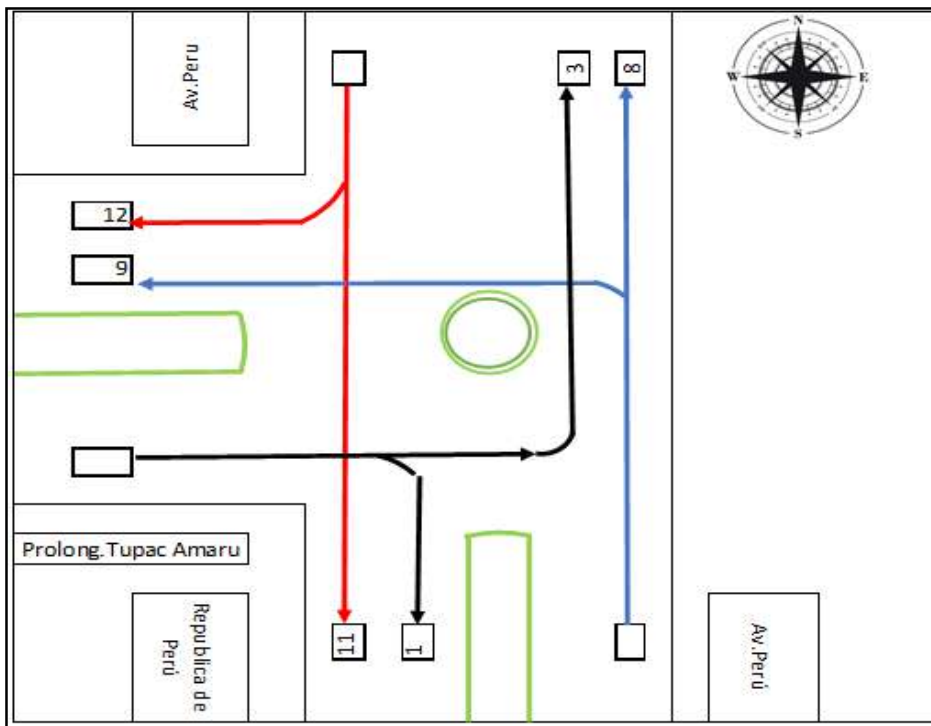 Av.Peru
3
8
N
W
E
S
12
9
Prolong.Tupac Amaru
Republica de
Perú
11
1
Av.Perú